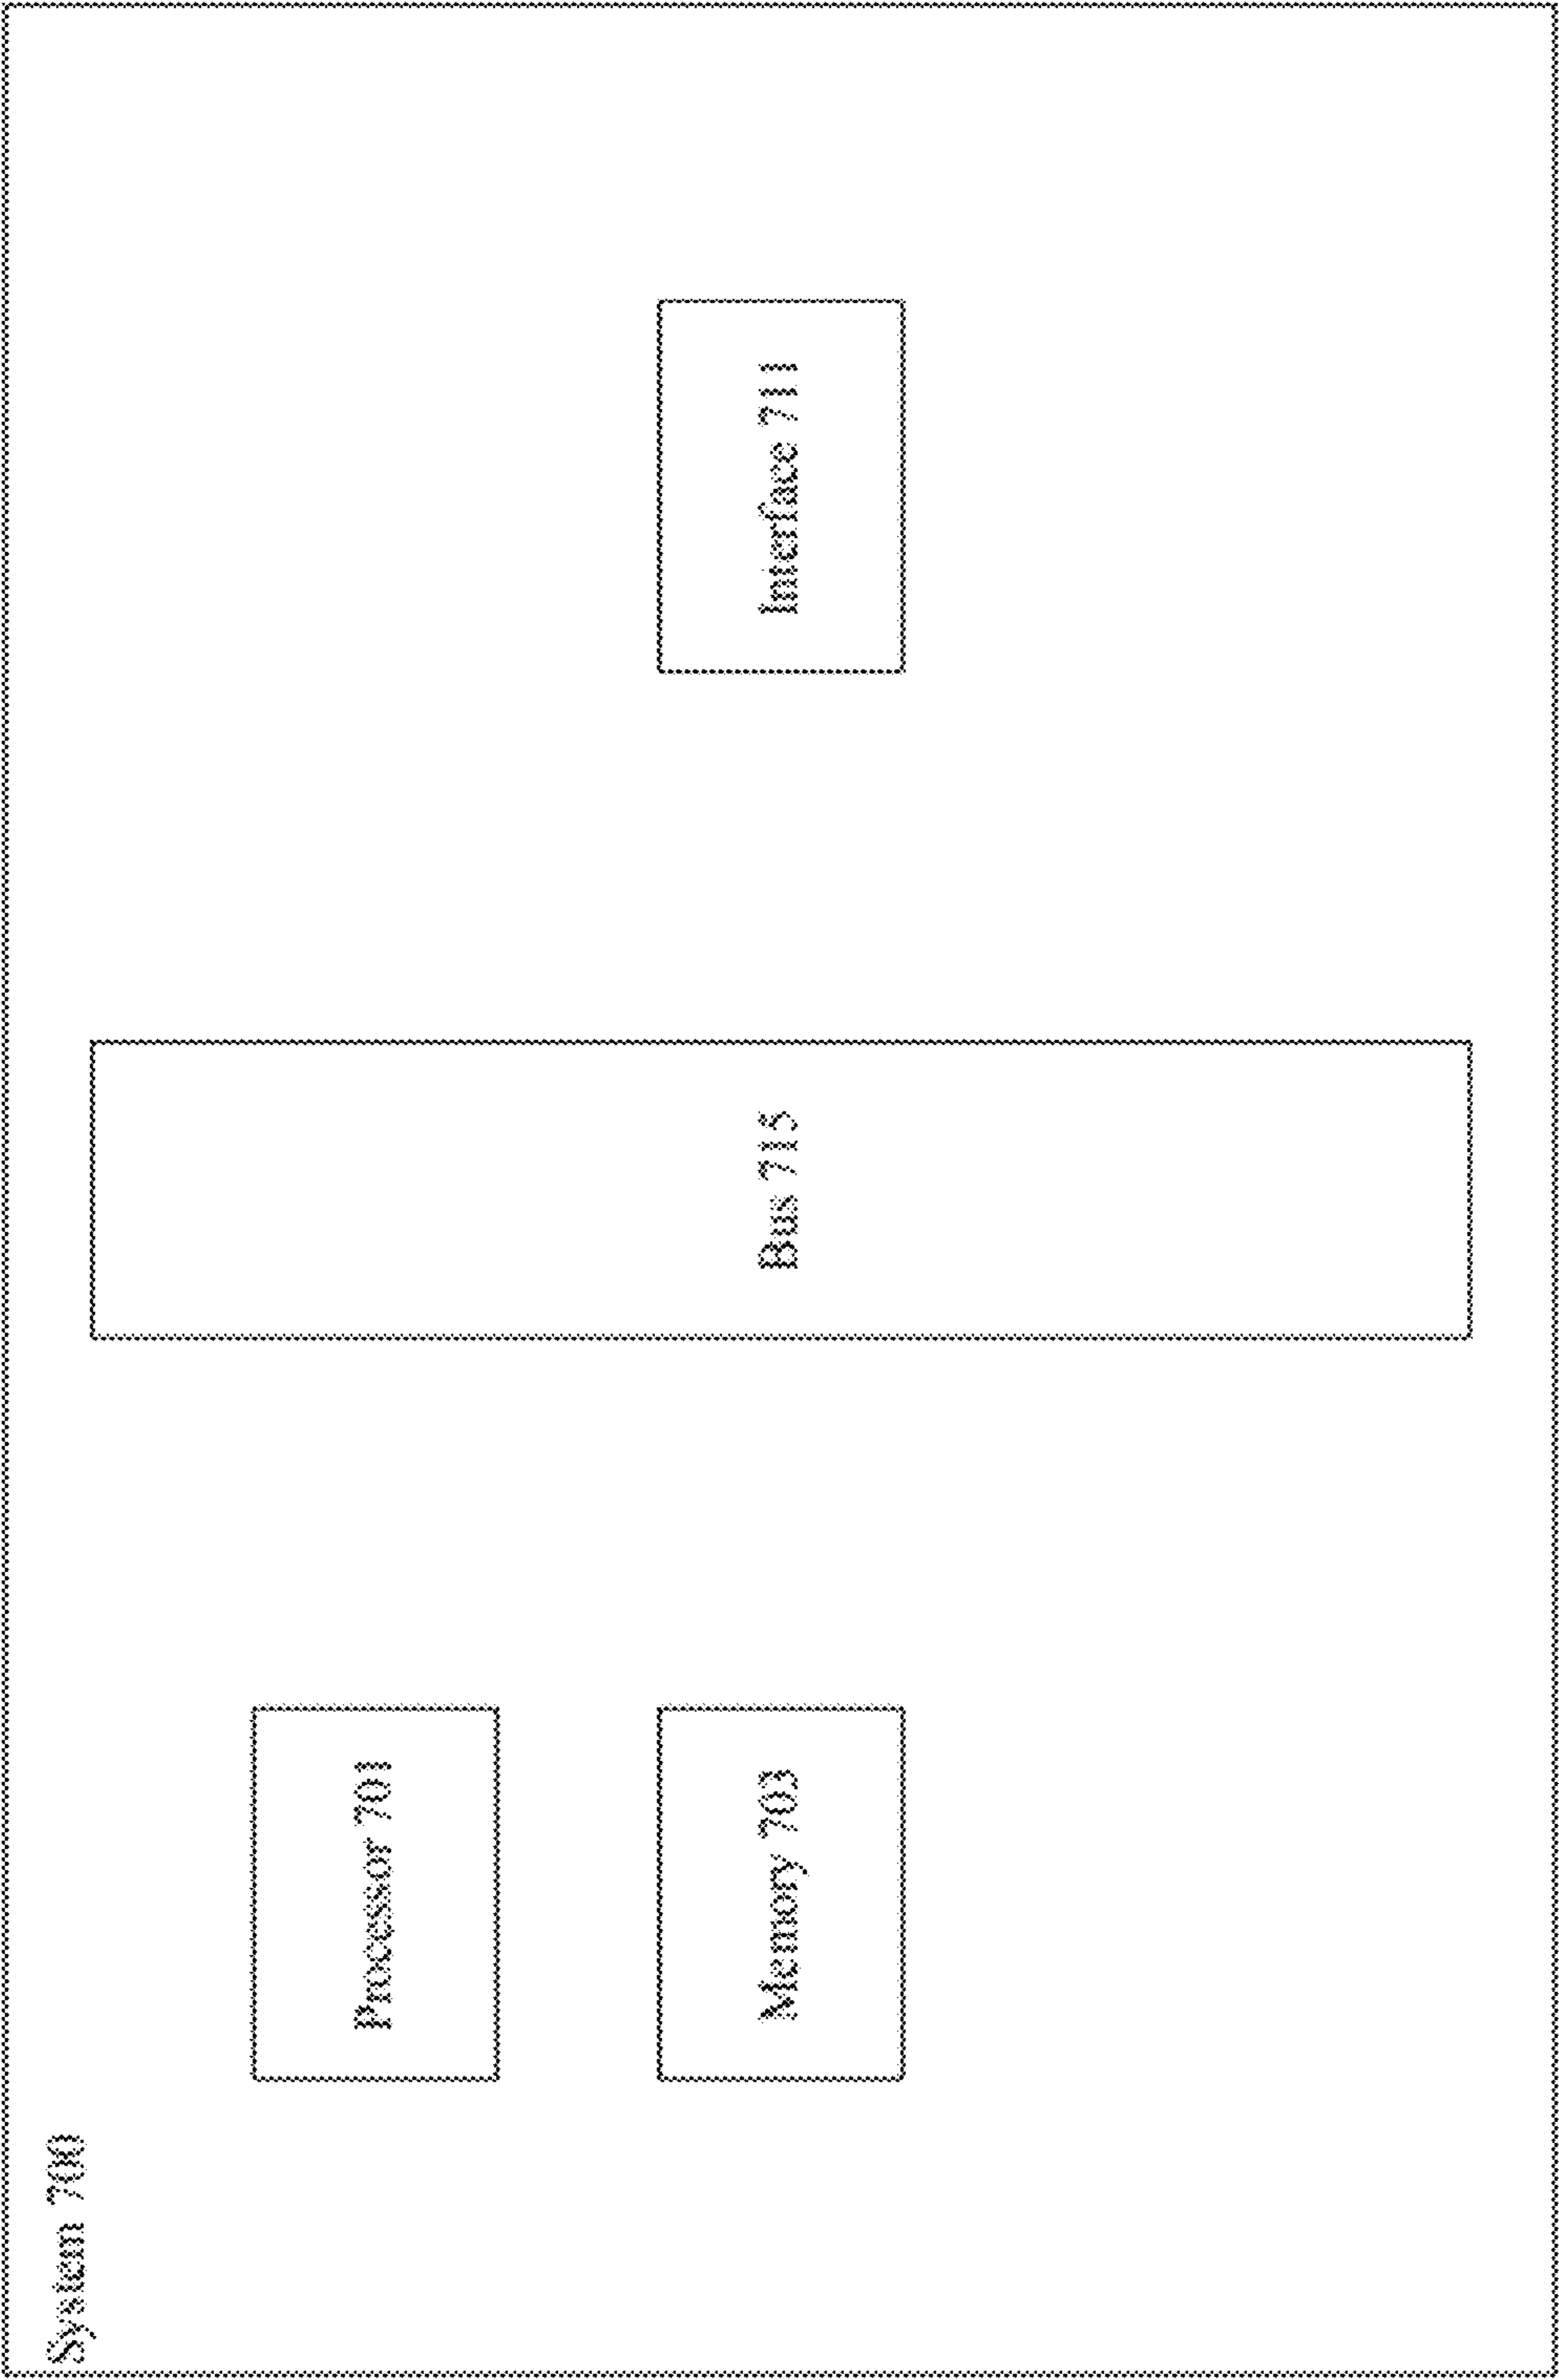 System 700
Processor 701
Memory 703
Bus 715
Interface 711